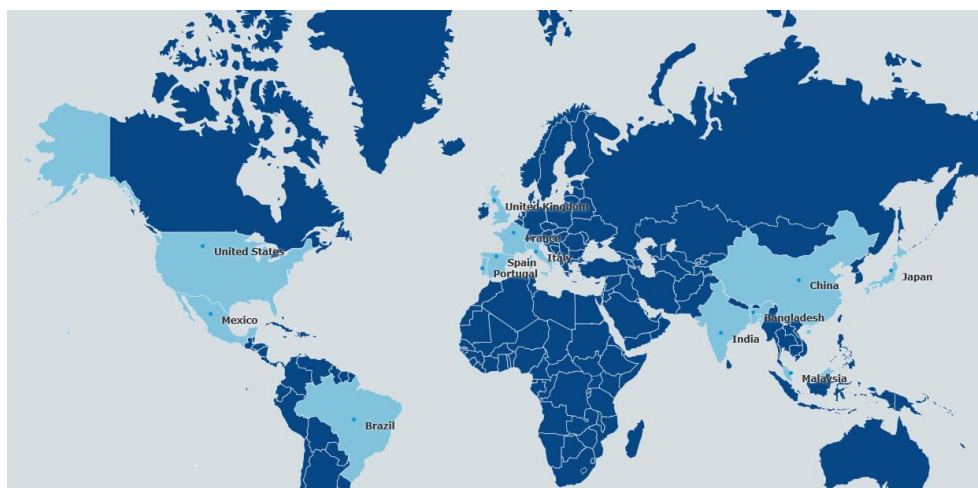 United Kingdom
France
United States
Italy
Spain
Portugal
Japan
China
Mexico
Bangladesh
India
Malaysia
Brazil